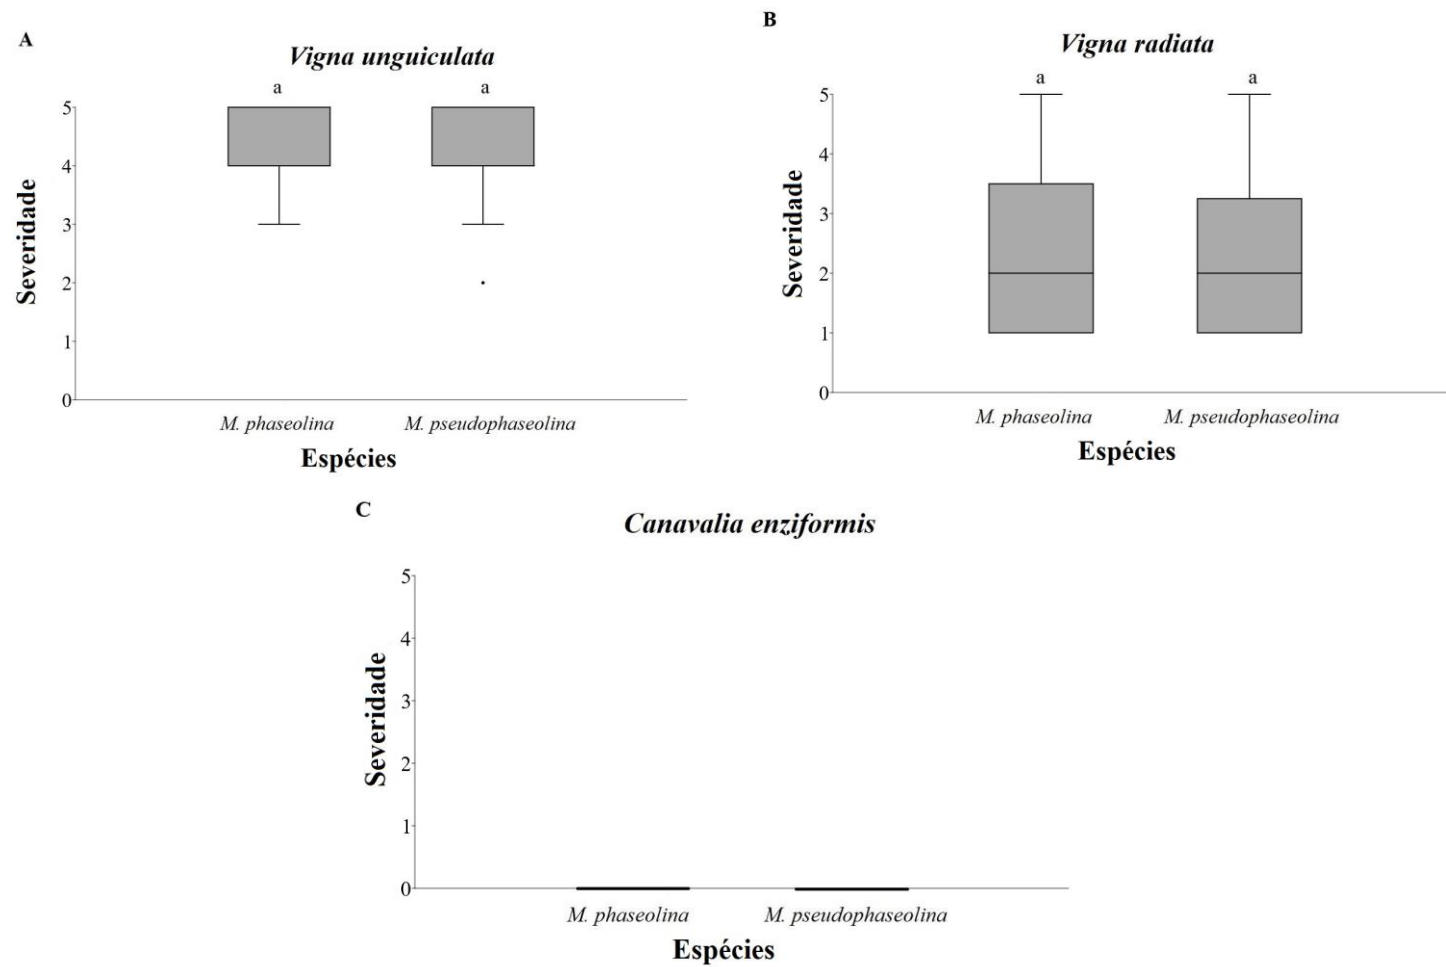 A
Vigna unguiculata
a a
5
4
3
2
1
0
Severidade
M. phaseolina M. pseudophaseolina
Espécies
B
Vigna radiata
a a
5
4
3
2
1
0
Severidade
M. phaseolina M. pseudophaseolina
Espécies
C
Canavalia enziformis
5
4
3
2
1
0
Severidade
M. phaseolina M. pseudophaseolina
Espécies